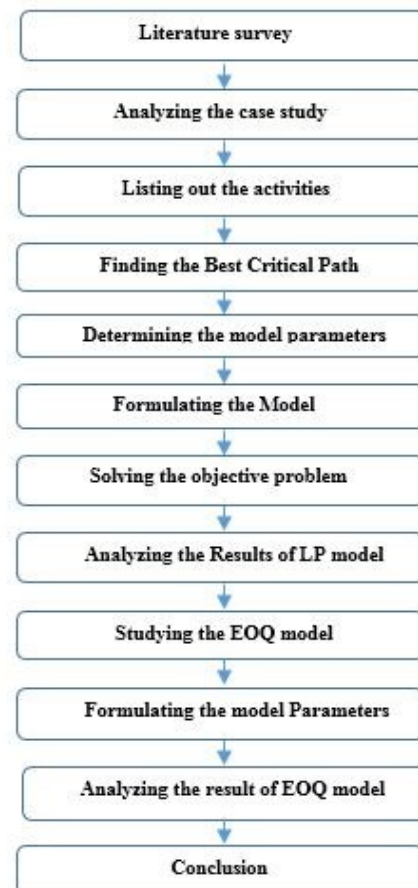 Literature survey
Analyzing the case study
Listing out the activities
Finding the Best Critical Path
Determining the model parameters
Formulating the Model
Solving the objective problem
Analyzing the Results of LP model
Studying the EOQ model
Formulating the model Parameters
Analyzing the result of EOQ model
Conclusion